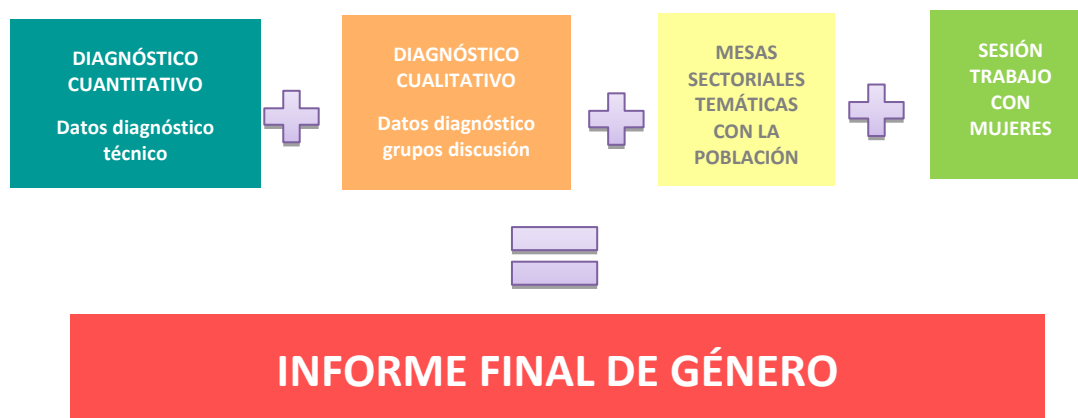 DIAGNÓSTICO
CUANTITATIVO
Datos diagnóstico
técnico
DIAGNÓSTICO
CUALITATIVO
Datos diagnóstico
grupos discusión
MESAS
SECTORIALES
TEMÁTICAS
CON LA
POBLACIÓN
SESIÓN
TRABAJO
CON
MUJERES
INFORME FINAL DE GÉNERO